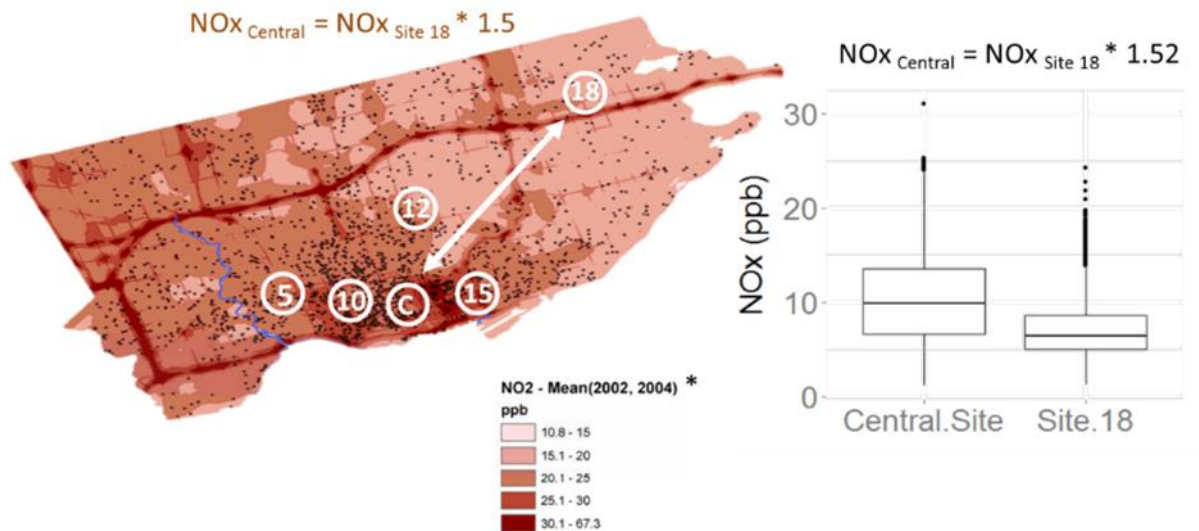 NOx Central = NOx Site 18 * 1.5
18
12
5
10
C
15
NO2 - Mean(2002, 2004) *
ppb
10.8 - 15
15.1 - 20
20.1 - 25
25.1 - 30
30.1 - 67.3
NOx Central = NOx Site 18 * 1.52
NOx (ppb)
30
20
10
0
Central.Site
Site.18